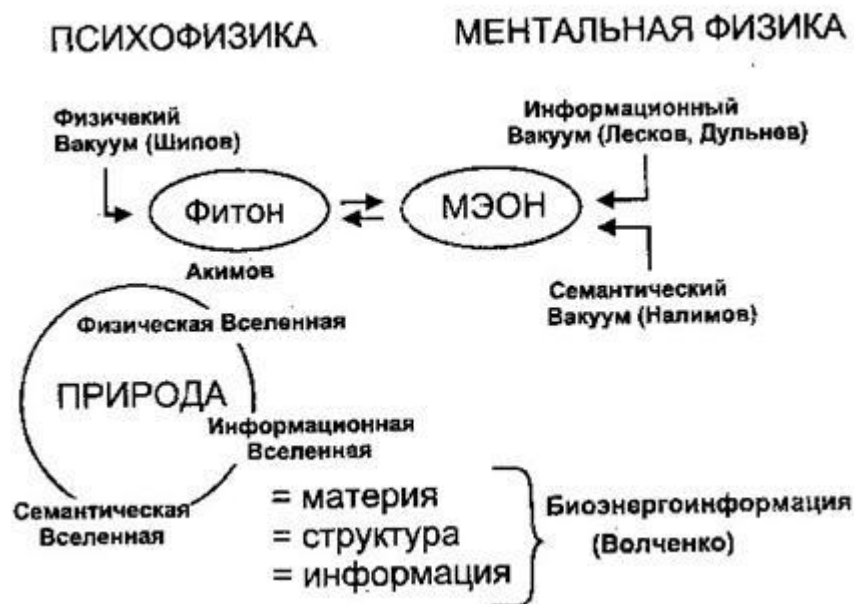 ПСИХОФИЗИКА
МЕНТАЛЬНАЯ ФИЗИКА
Физичекий
Вакуум (Шипов)
Информационный
Вакуум (Лесков, Дульнев)
Фитон
МЭОН
Акимов
Семантический
Вакуум (Налимов)
Физическая Вселенная
ПРИРОДА
Информационная
Вселенная
Семантическая
Вселенная
= материя
= структура
= информация
Биоэнергоинформация
(Волченко)